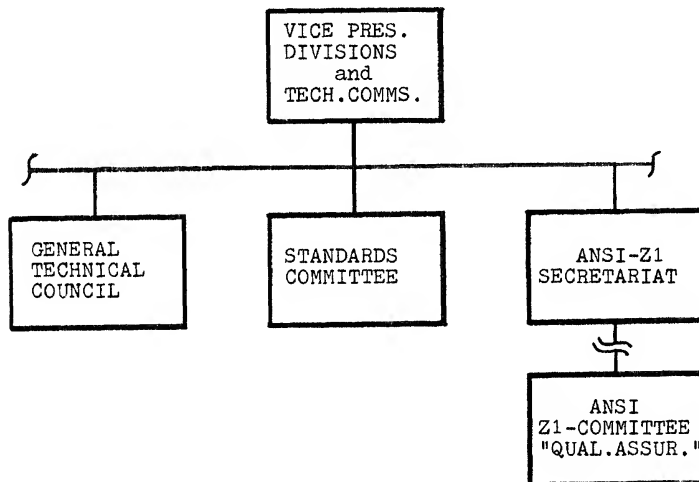 VICE PRES.
DIVISIONS
and
TECH.COMMS.
GENERAL
TECHNICAL
COUNCIL
STANDARDS
COMMITTEE
ANSI-Z1
SECRETARIAT
ANSI
Z1-COMMITTEE
"QUAL.ASSUR."